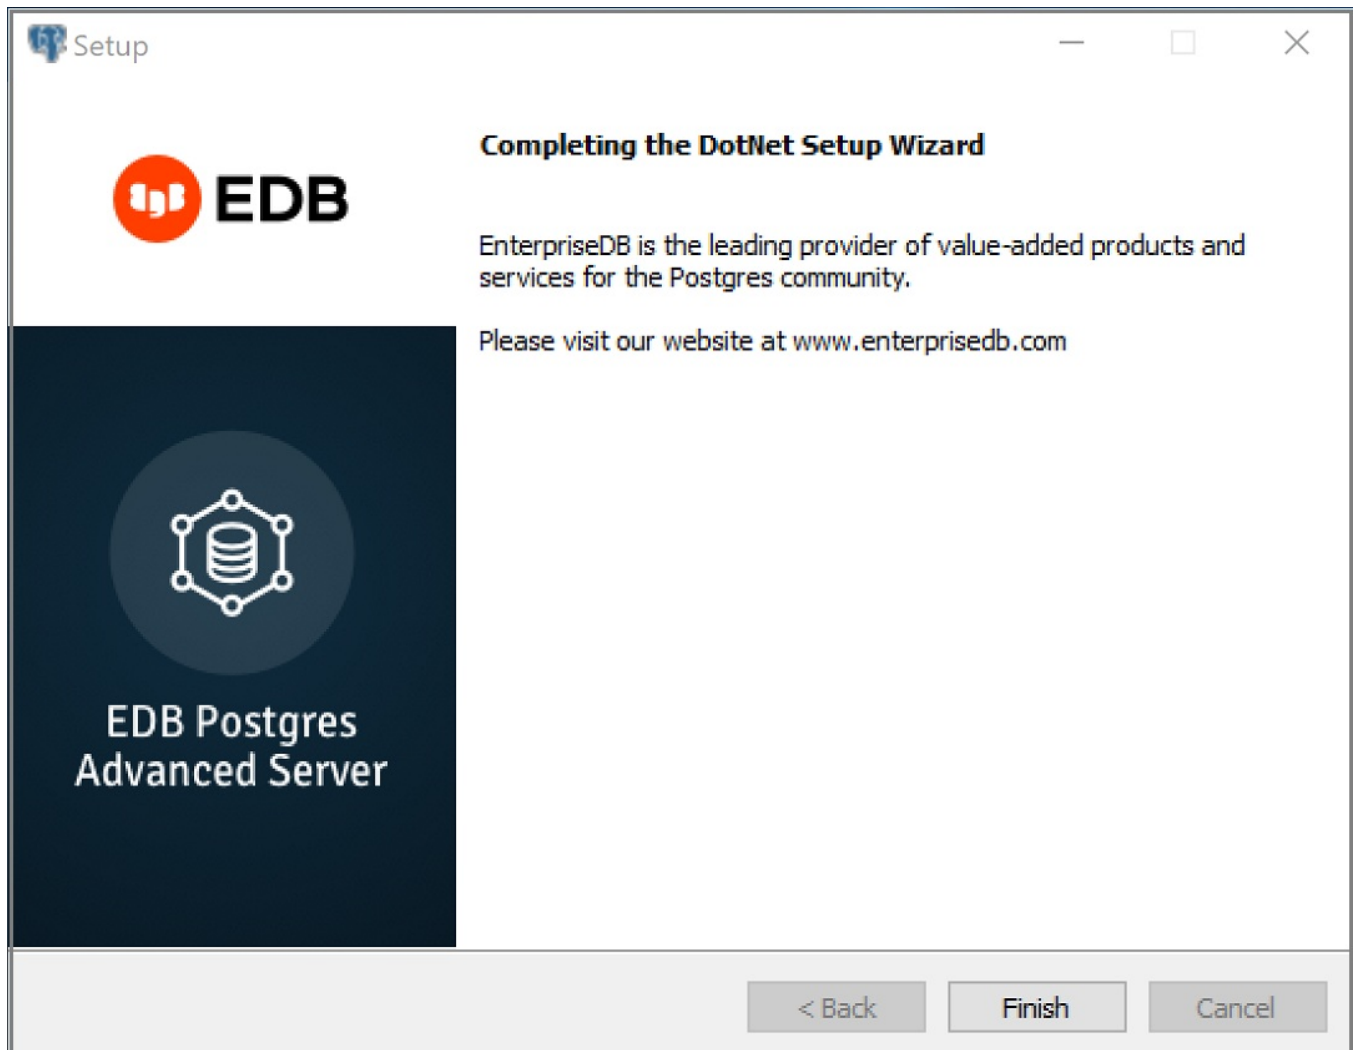 Setup
EDB
Completing the DotNet Setup Wizard
EnterpriseDB is the leading provider of value-added products and
services for the Postgres community.
Please visit our website at www.enterprisedb.com
EDB Postgres
Advanced Server
< Back
Finish
Cancel